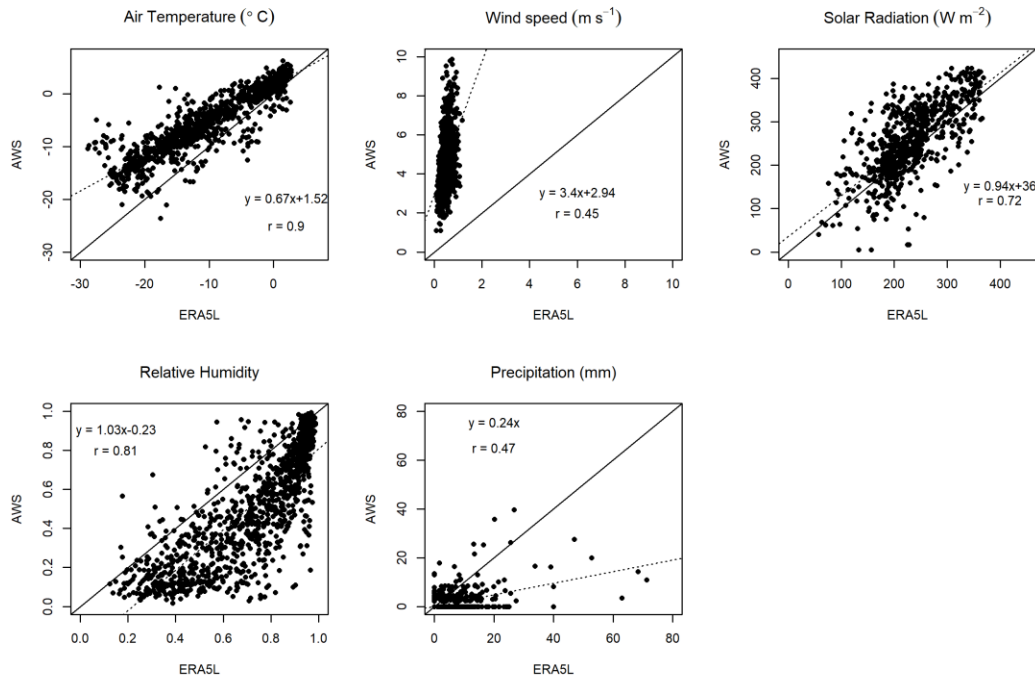 Air Temperature (° C)
AWS
0
-10
-20
-30
y = 0.67x+1.52
r = 0.9
-30 -20 -10 0
ERA5L
Wind speed (m s⁻¹)
AWS
10
8
6
4
2
0
y = 3.4x+2.94
r = 0.45
0 2 4 6 8 10
ERA5L
Solar Radiation (W m⁻²)
AWS
400
300
200
100
0
y = 0.94x+36
r = 0.72
0 100 200 300 400
ERA5L
Relative Humidity
AWS
1.0
0.8
0.6
0.4
0.2
0.0
y = 1.03x-0.23
r = 0.81
0.0 0.2 0.4 0.6 0.8 1.0
ERA5L
Precipitation (mm)
AWS
80
60
40
20
0
y = 0.24x
r = 0.47
0 20 40 60 80
ERA5L